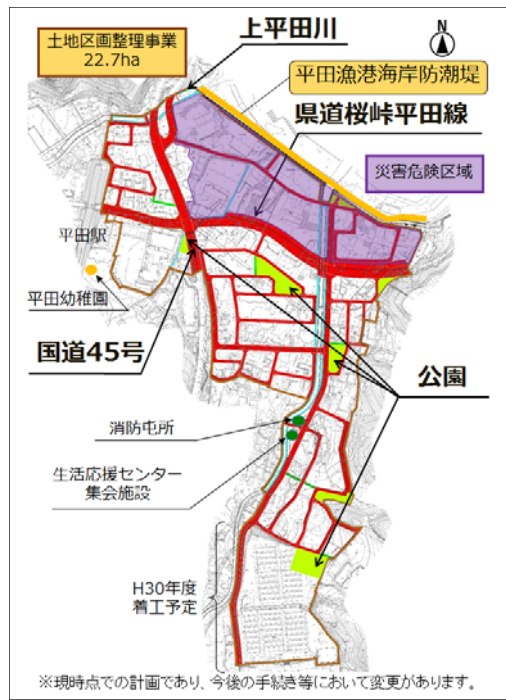 土地区画整理事業
22.7ha
上平田川
N
平田漁港海岸防潮堤
県道桜峠平田線
災害危険区域
平田駅
平田幼稚園
国道45号
公園
消防屯所
生活応援センター
集会施設
H30年度
着工予定
※現時点での計画であり、今後の手続き等において変更があります。